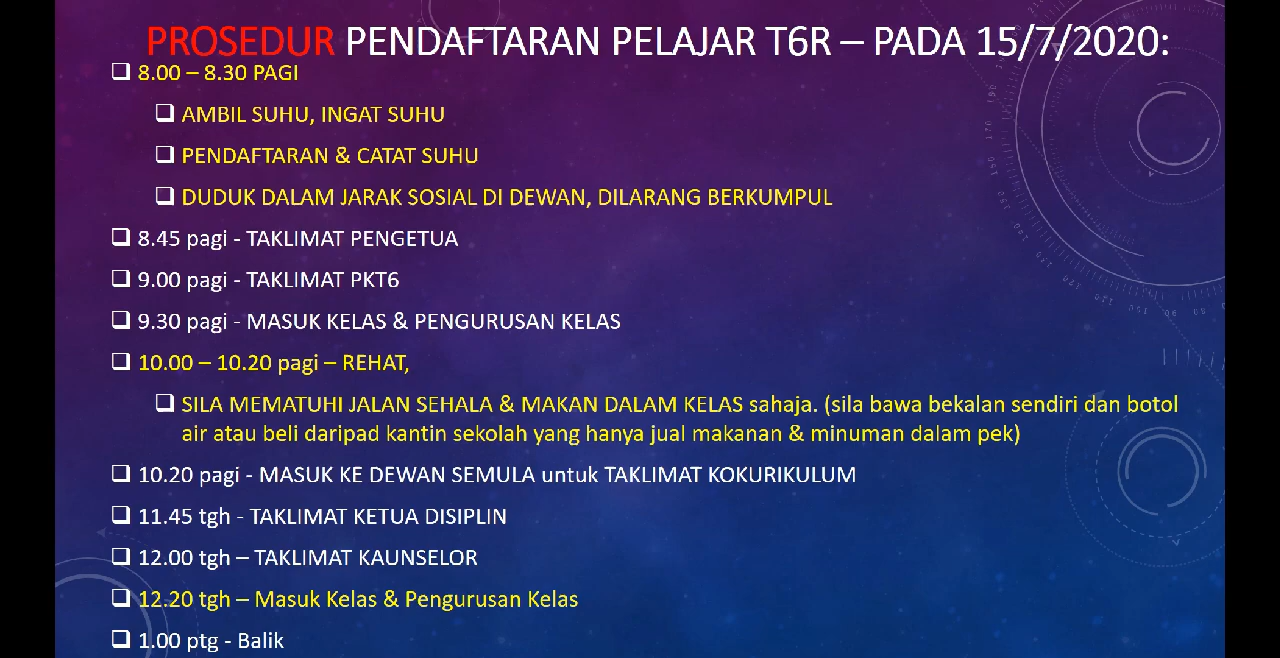 PROSEDUR PENDAFTARAN PELAJAR T6R – PADA 15/7/2020:
8.00 – 8.30 PAGI
AMBIL SUHU, INGAT SUHU
PENDAFTARAN & CATAT SUHU
DUDUK DALAM JARAK SOSIAL DI DEWAN, DILARANG BERKUMPUL
8.45 pagi - TAKLIMAT PENGETUA
9.00 pagi - TAKLIMAT PKT6
9.30 pagi - MASUK KELAS & PENGURUSAN KELAS
10.00 – 10.20 pagi – REHAT,
SILA MEMATUHI JALAN SEHALA & MAKAN DALAM KELAS sahaja. (sila bawa bekalan sendiri dan botol
air atau beli daripad kantin sekolah yang hanya jual makanan & minuman dalam pek)
10.20 pagi - MASUK KE DEWAN SEMULA untuk TAKLIMAT KOKURIKULUM
11.45 tgh - TAKLIMAT KETUA DISIPLIN
12.00 tgh – TAKLIMAT KAUNSELOR
12.20 tgh – Masuk Kelas & Pengurusan Kelas
1.00 ptg - Balik